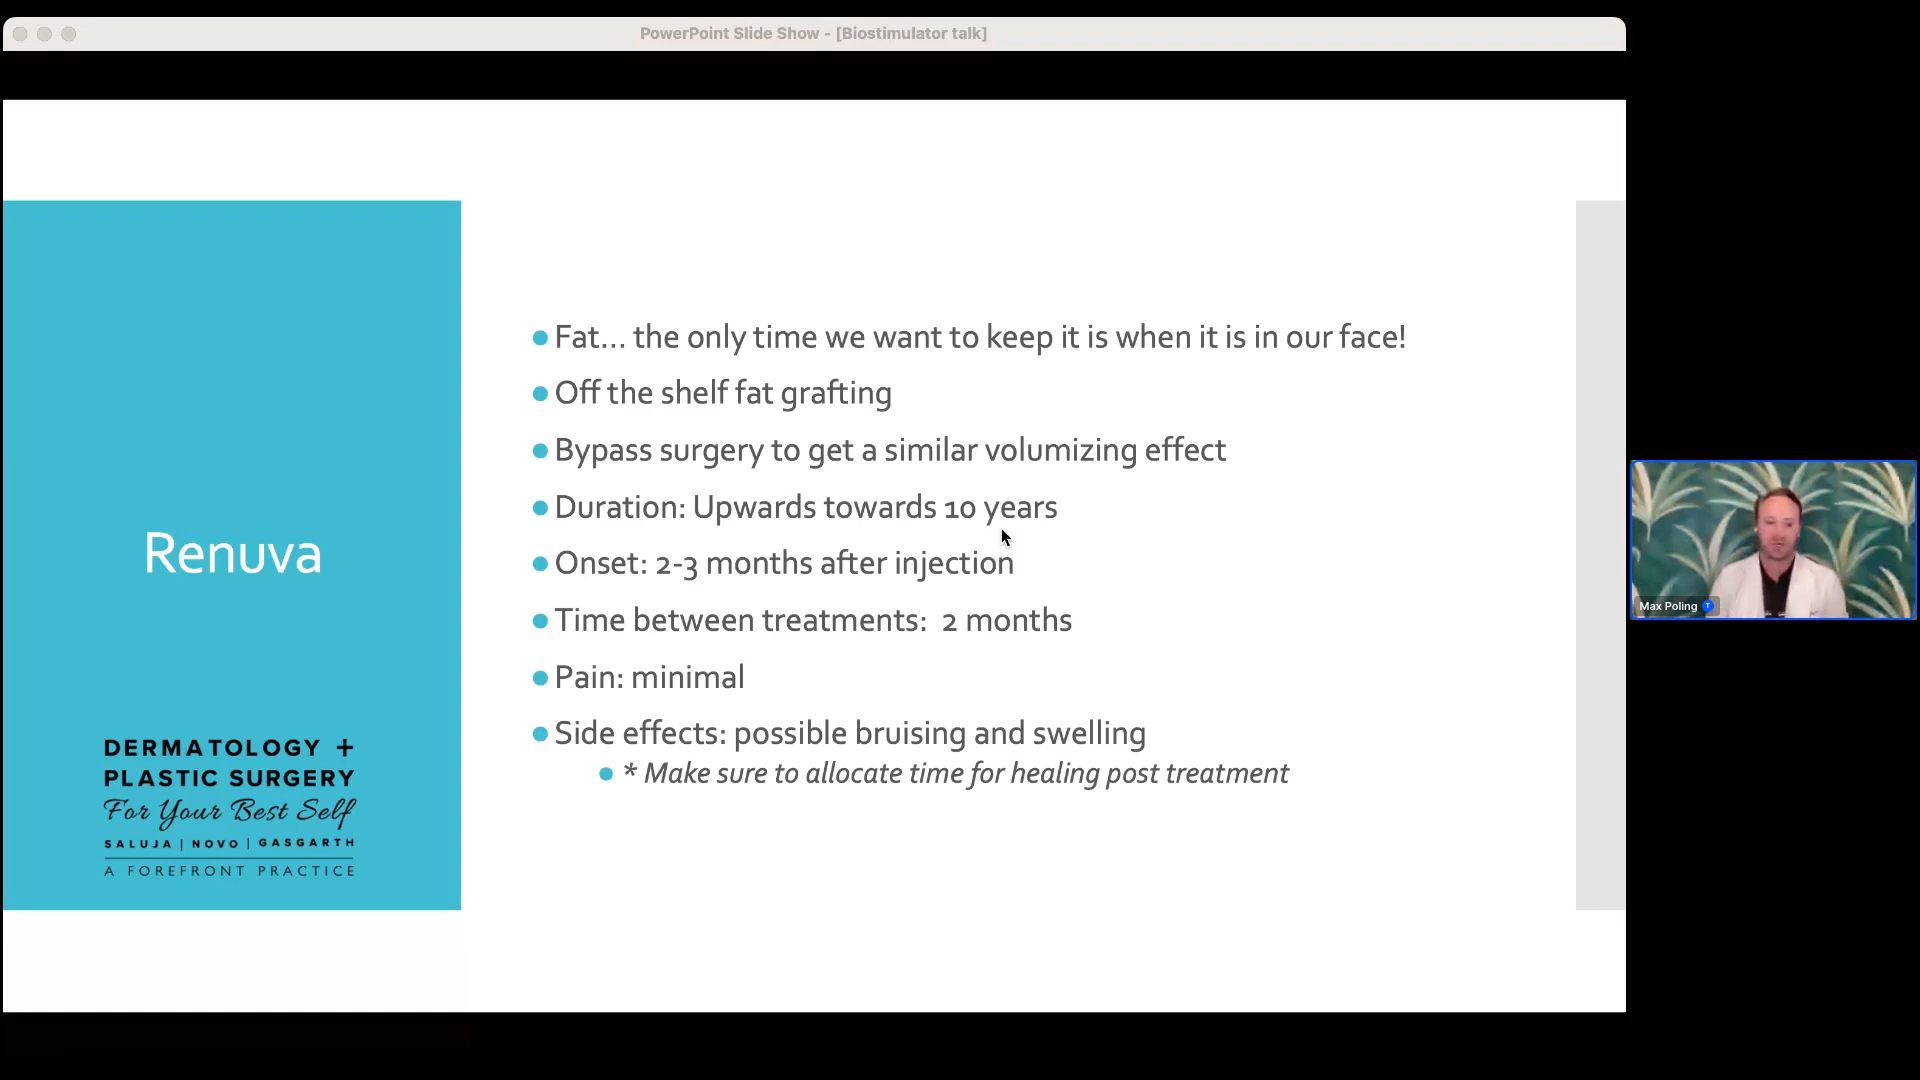 PowerPoint Slide Show - [Biostimulator talk]
Renuva
DERMATOLOGY +
PLASTIC SURGERY
For Your Best Self
SALUJA | NOVO | GASGARTH
A FOREFRONT PRACTICE
Fat... the only time we want to keep it is when it is in our face!
Off the shelf fat grafting
Bypass surgery to get a similar volumizing effect
Duration: Upwards towards 10 years
Onset: 2-3 months after injection
Time between treatments: 2 months
Pain: minimal
Side effects: possible bruising and swelling
* Make sure to allocate time for healing post treatment
Max Poling T